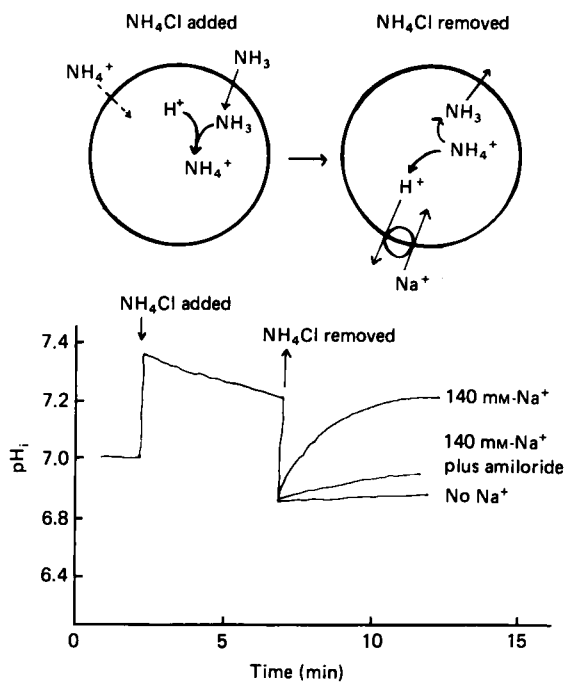 NH₄Cl added
NH₄Cl removed
NH₄⁺
NH₃
H⁺
NH₃
NH₄⁺
NH₃
NH₄⁺
H⁺
Na⁺
NH₄Cl added
NH₄Cl removed
7.4
7.2
7.0
6.8
6.4
pHᵢ
140 mM-Na⁺
140 mM-Na⁺
plus amiloride
No Na⁺
0
5
10
15
Time (min)